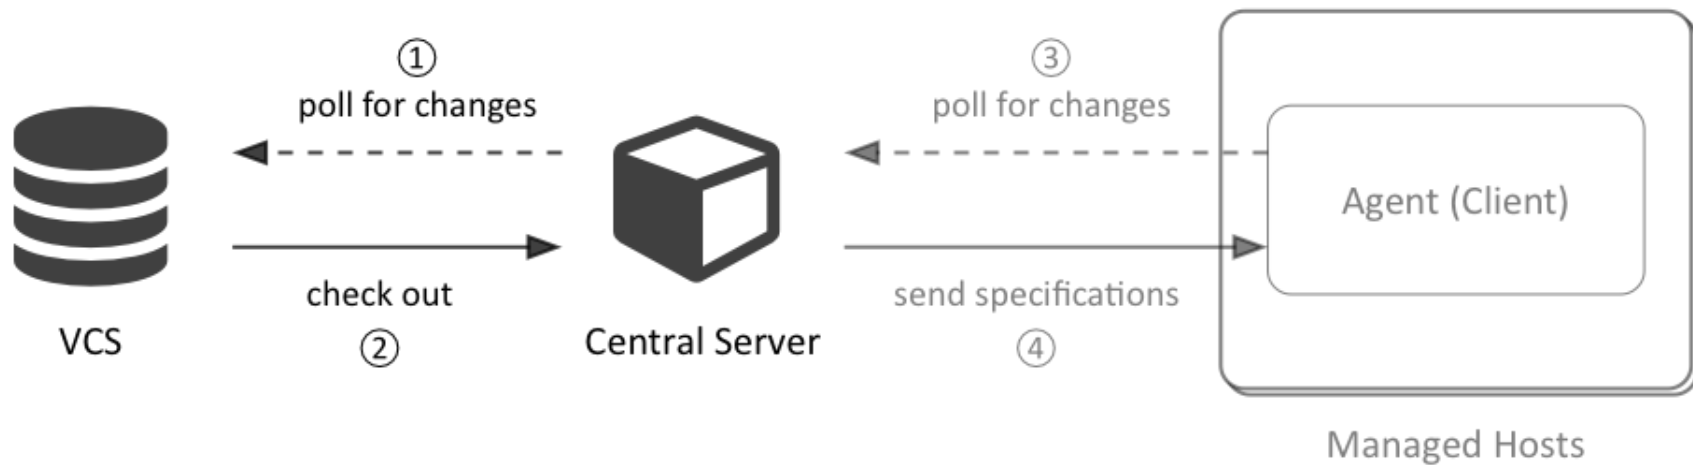 ①
poll for changes
check out
②
VCS
Central Server
③
poll for changes
send specifications
④
Agent (Client)
Managed Hosts